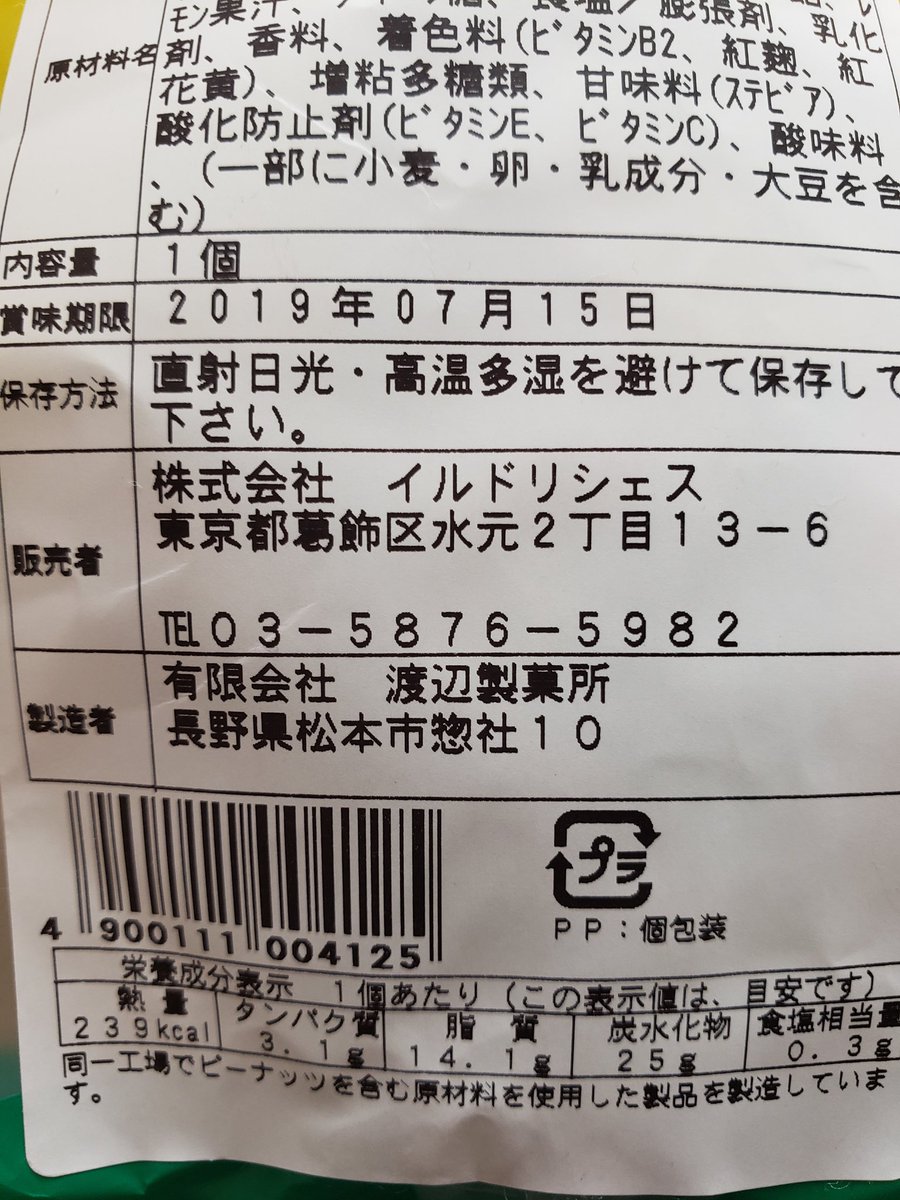 モン果汁、
食塩／膨張剤、乳化
原材料名
剤、香料、着色料(ビタミンB2、紅麹、紅
花黄)、増粘多糖類、甘味料(ステビア)、
酸化防止剤(ビタミンE、ビタミンC)、酸味料
、(一部に小麦・卵・乳成分・大豆を含
む)
内容量 1個
賞味期限 2019年07月15日
保存方法 直射日光・高温多湿を避けて保存して
下さい。
販売者
株式会社 イルドリシェス
東京都葛飾区水元2丁目13-6
TEL03-5876-5982
製造者
有限会社 渡辺製菓所
長野県松本市惣社10
プラ
PP:個包装
4 900111 004125
栄養成分表示 1個あたり (この表示値は、目安です)
熱量 タンパク質 脂質 炭水化物 食塩相当量
239kcal 3.1g 14.1g 25g 0.3g
同一工場でピーナッツを含む原材料を使用した製品を製造していま
す。